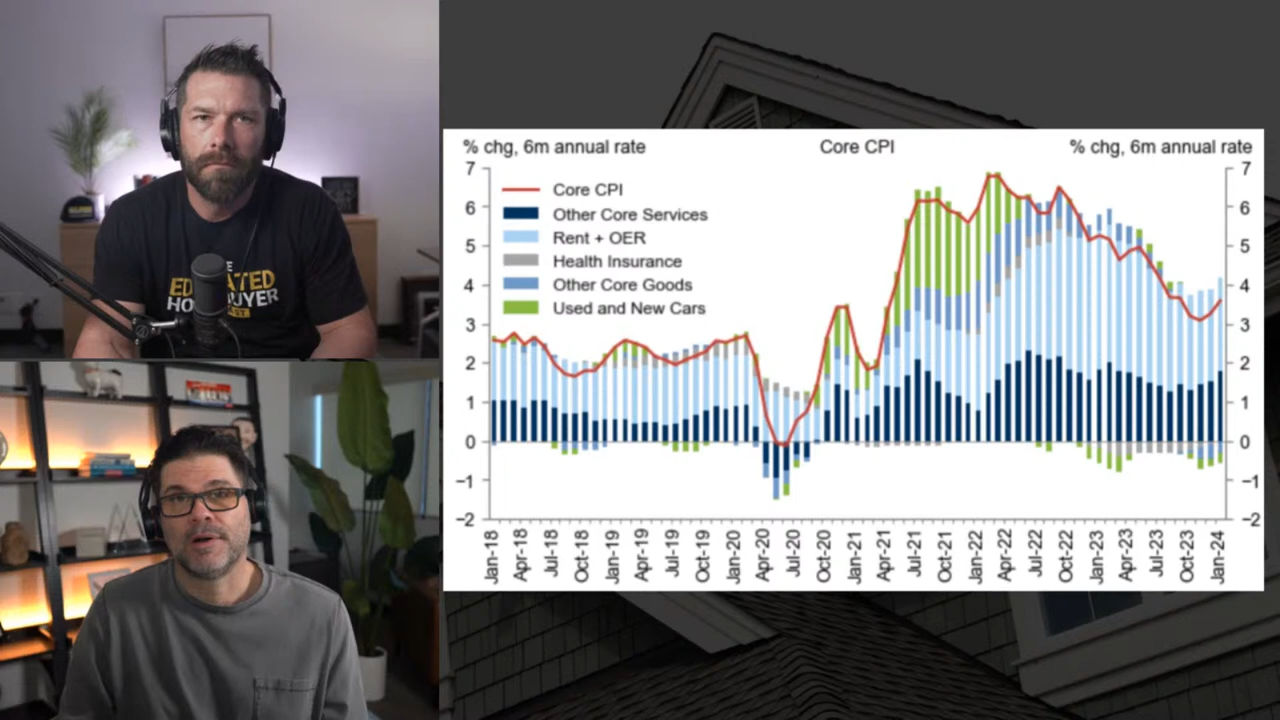 % chg, 6m annual rate
Core CPI
% chg, 6m annual rate
Core CPI
Other Core Services
Rent + OER
Health Insurance
Other Core Goods
Used and New Cars
7
6
5
4
3
2
1
0
−1
−2
7
6
5
4
3
2
1
0
−1
−2
Jan-18
Apr-18
Jul-18
Oct-18
Jan-19
Apr-19
Jul-19
Oct-19
Jan-20
Apr-20
Jul-20
Oct-20
Jan-21
Apr-21
Jul-21
Oct-21
Jan-22
Apr-22
Jul-22
Oct-22
Jan-23
Apr-23
Jul-23
Oct-23
Jan-24